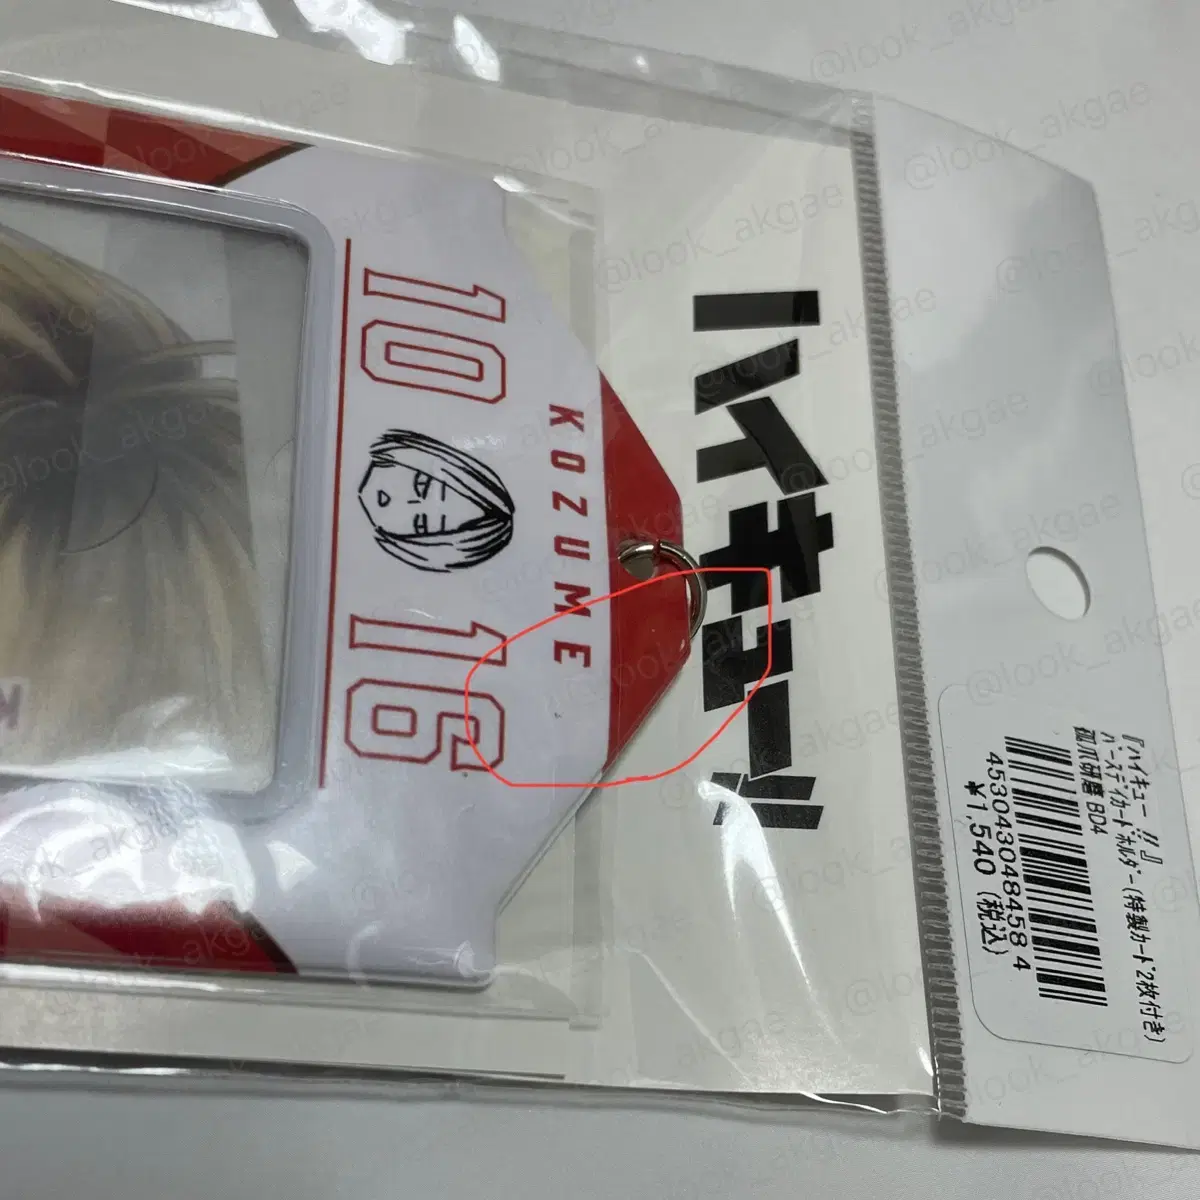 10
16
KOZUME
ハイキュー!!
『ハイキュー!!』
ﾊﾞｰｽﾃﾞｲｶｰﾄﾞﾎﾙﾀﾞｰ(特製ｶｰﾄﾞ2枚付き)
孤爪研磨 BD4
453043048458 4
¥1,540 (税込)
@look_akgae